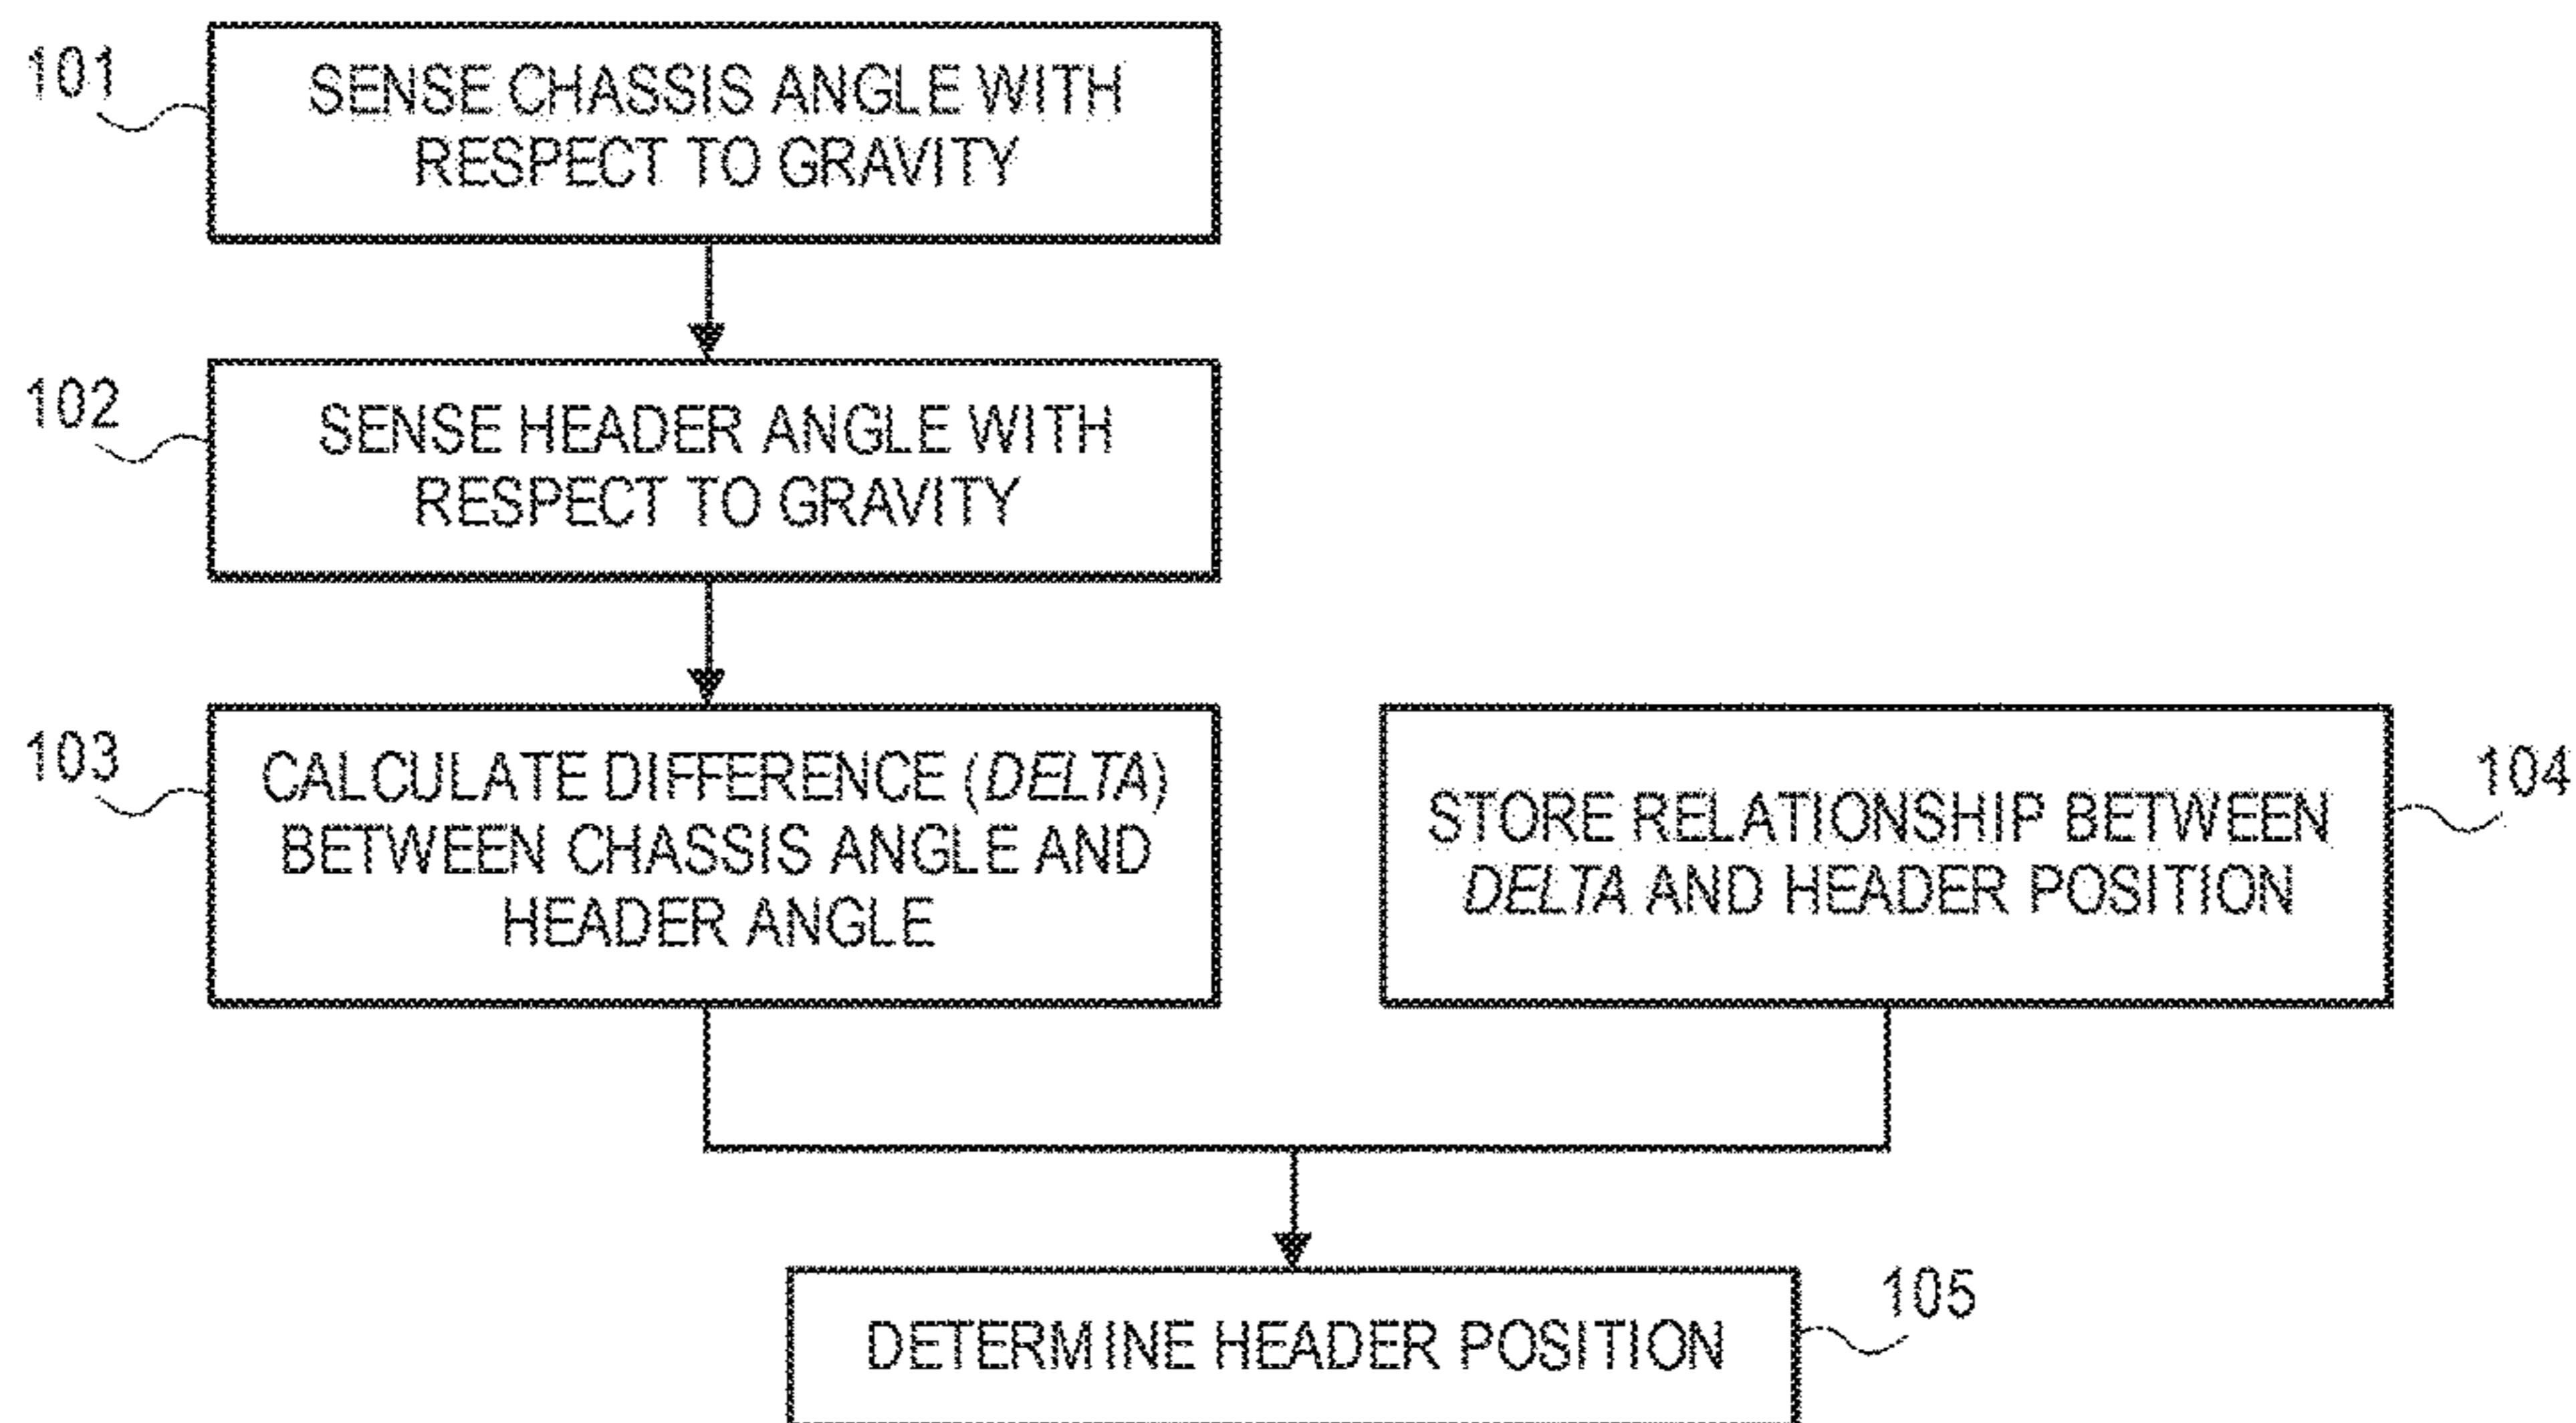 101
SENSE CHASSIS ANGLE WITH
RESPECT TO GRAVITY
102
SENSE HEADER ANGLE WITH
RESPECT TO GRAVITY
103
CALCULATE DIFFERENCE (DELTA)
BETWEEN CHASSIS ANGLE AND
HEADER ANGLE
104
STORE RELATIONSHIP BETWEEN
DELTA AND HEADER POSITION
105
DETERMINE HEADER POSITION